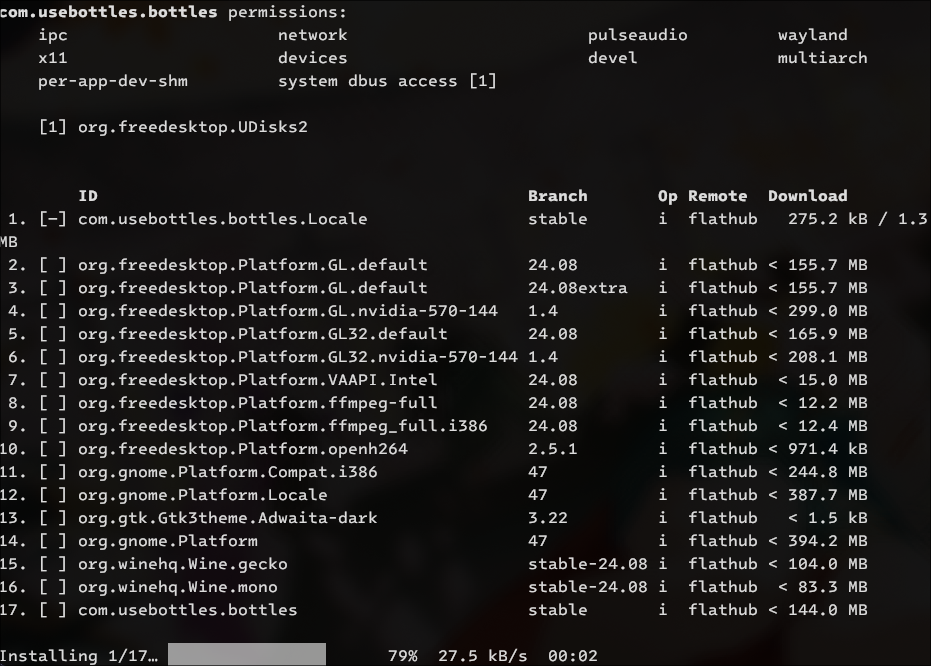 com.usebottles.bottles permissions:
ipc network pulseaudio wayland
x11 devices devel multiarch
per-app-dev-shm system dbus access [1]
[1] org.freedesktop.UDisks2
ID Branch Op Remote Download
1. [—] com.usebottles.bottles.Locale stable i flathub 275.2 kB / 1.3
MB
2. [ ] org.freedesktop.Platform.GL.default 24.08 i flathub < 155.7 MB
3. [ ] org.freedesktop.Platform.GL.default 24.08extra i flathub < 155.7 MB
4. [ ] org.freedesktop.Platform.GL.nvidia-570-144 1.4 i flathub < 299.0 MB
5. [ ] org.freedesktop.Platform.GL32.default 24.08 i flathub < 165.9 MB
6. [ ] org.freedesktop.Platform.GL32.nvidia-570-144 1.4 i flathub < 208.1 MB
7. [ ] org.freedesktop.Platform.VAAPI.Intel 24.08 i flathub < 15.0 MB
8. [ ] org.freedesktop.Platform.ffmpeg-full 24.08 i flathub < 12.2 MB
9. [ ] org.freedesktop.Platform.ffmpeg_full.i386 24.08 i flathub < 12.4 MB
10. [ ] org.freedesktop.Platform.openh264 2.5.1 i flathub < 971.4 kB
11. [ ] org.gnome.Platform.Compat.i386 47 i flathub < 244.8 MB
12. [ ] org.gnome.Platform.Locale 47 i flathub < 387.7 MB
13. [ ] org.gtk.Gtk3theme.Adwaita-dark 3.22 i flathub < 1.5 kB
14. [ ] org.gnome.Platform 47 i flathub < 394.2 MB
15. [ ] org.winehq.Wine.gecko stable-24.08 i flathub < 104.0 MB
16. [ ] org.winehq.Wine.mono stable-24.08 i flathub < 83.3 MB
17. [ ] com.usebottles.bottles stable i flathub < 144.0 MB
Installing 1/17… 79% 27.5 kB/s 00:02